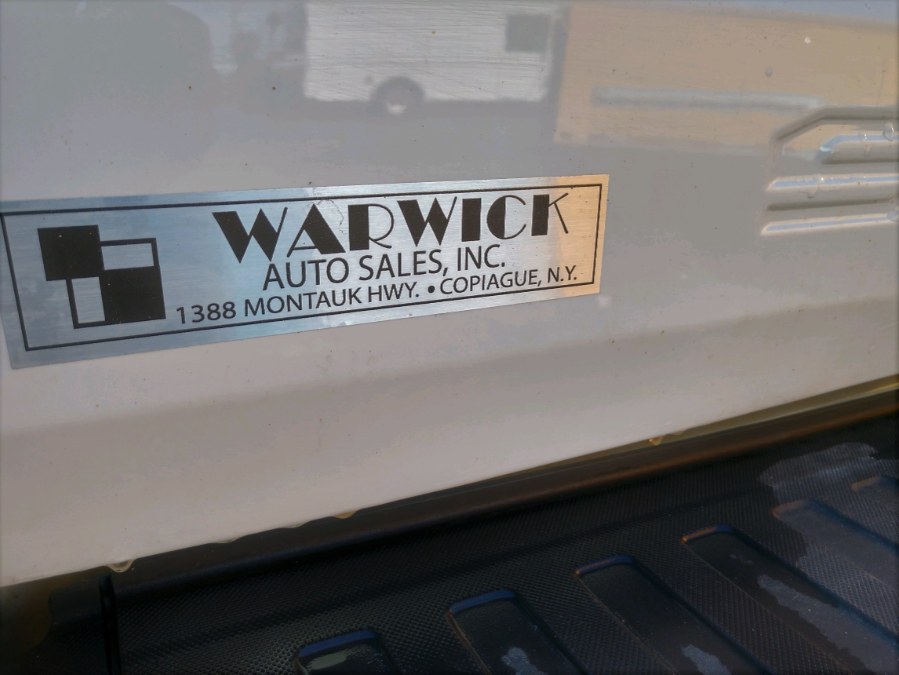 WARWICK
AUTO SALES, INC.
1388 MONTAUK HWY. • COPIAGUE, N.Y.